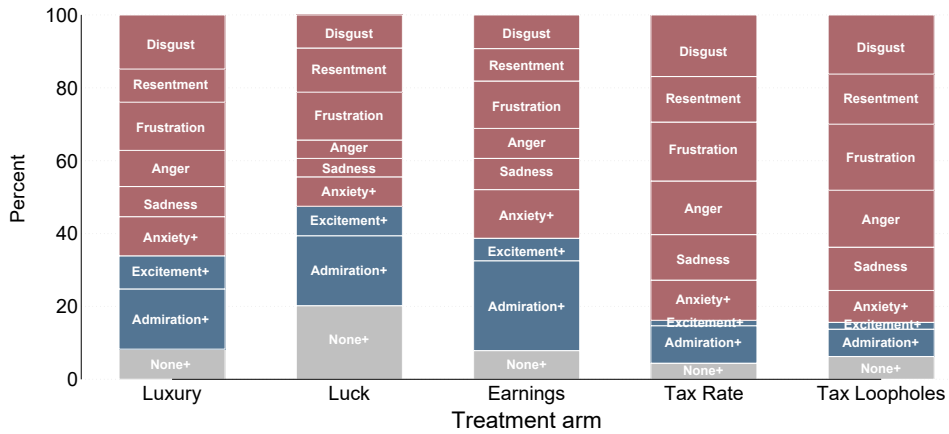 100
80
60
40
20
0
Percent
Disgust
Resentment
Frustration
Anger
Sadness
Anxiety+
Excitement+
Admiration+
None+
Disgust
Resentment
Frustration
Anger
Sadness
Anxiety+
Excitement+
Admiration+
None+
Disgust
Resentment
Frustration
Anger
Sadness
Anxiety+
Excitement+
Admiration+
None+
Disgust
Resentment
Frustration
Anger
Sadness
Anxiety+
Excitement+
Admiration+
None+
Disgust
Resentment
Frustration
Anger
Sadness
Anxiety+
Excitement+
Admiration+
None+
Luxury
Luck
Earnings
Tax Rate
Tax Loopholes
Treatment arm